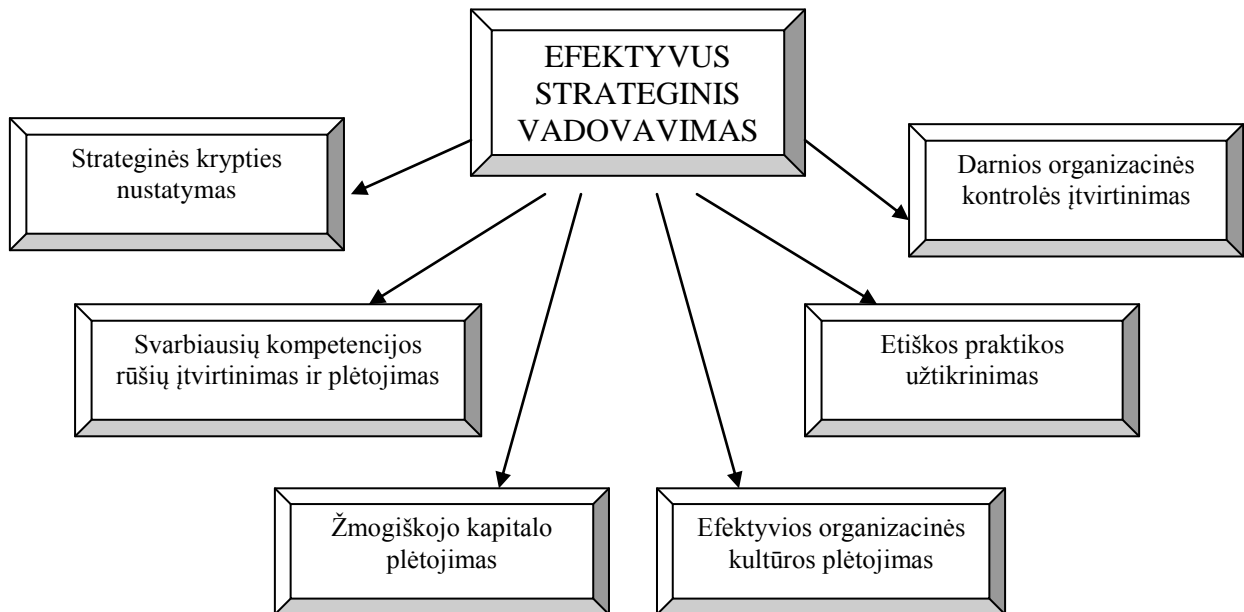 EFEKTYVUS
STRATEGINIS
VADOVAVIMAS
Strateginės krypties
nustatymas
Darnios organizacinės
kontrolės įtvirtinimas
Svarbiausių kompetencijos
rūšių įtvirtinimas ir plėtojimas
Etiškos praktikos
užtikrinimas
Žmogiškojo kapitalo
plėtojimas
Efektyvios organizacinės
kultūros plėtojimas